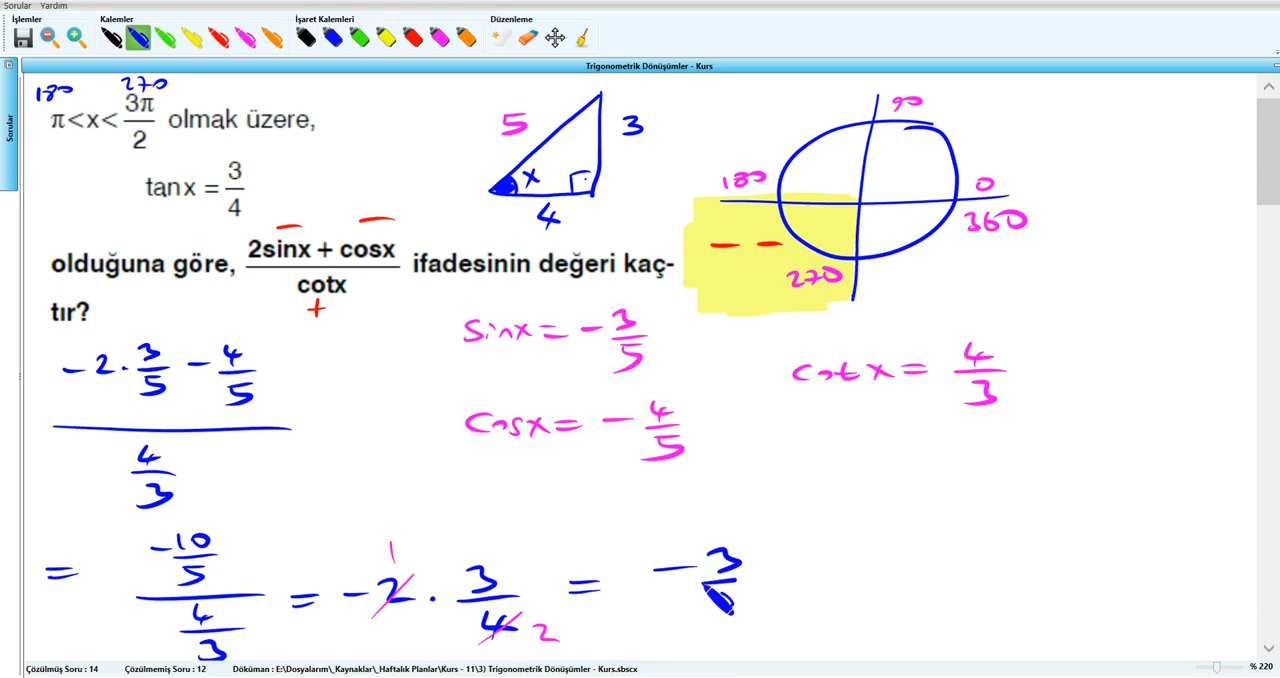 Sorular Yardım
İşlemler Kalemler İşaret Kalemleri Düzenleme
Trigonometrik Dönüşümler - Kurs
Sorular
180 270
π<x< 3π/2 olmak üzere,
tanx = 3/4
olduğuna göre, 2sinx + cosx / cotx ifadesinin değeri kaç-
tır?
− −
+
5 3
x
4
90
180 0
360
− −
270
sinx = − 3/5
cosx = − 4/5
cotx = 4/3
−2 · 3/5 − 4/5
4/3
= −10/5 / 4/3 = −2 · 3/4 = − 3/
1 2
Çözülmüş Soru : 14 Çözülmemiş Soru : 12 Döküman : E:\Dosyalarım\_Kaynaklar\_Haftalık Planlar\Kurs - 11\3) Trigonometrik Dönüşümler - Kurs.sbscx % 220